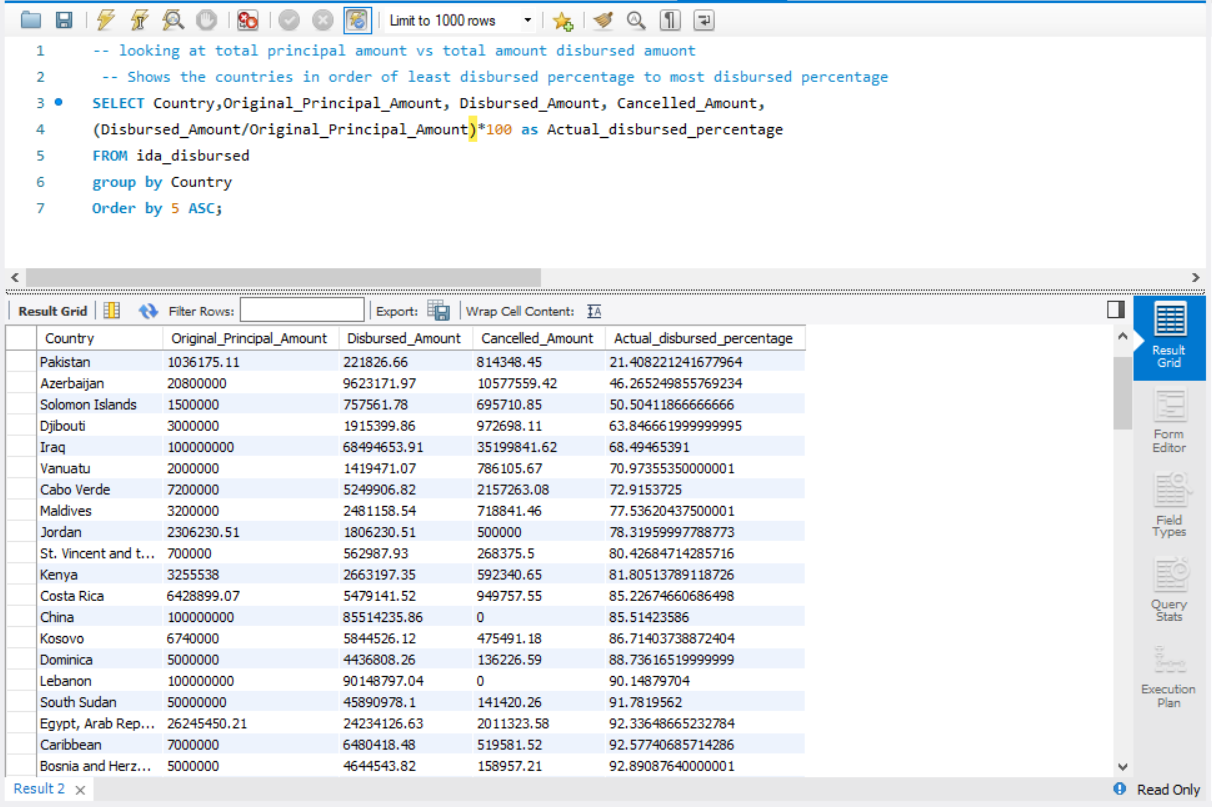 Limit to 1000 rows
1 -- looking at total principal amount vs total amount disbursed amuont
2 -- Shows the countries in order of least disbursed percentage to most disbursed percentage
3 SELECT Country,Original_Principal_Amount, Disbursed_Amount, Cancelled_Amount,
4 (Disbursed_Amount/Original_Principal_Amount)*100 as Actual_disbursed_percentage
5 FROM ida_disbursed
6 group by Country
7 Order by 5 ASC;
Result Grid Filter Rows: Export: Wrap Cell Content: IA
Country Original_Principal_Amount Disbursed_Amount Cancelled_Amount Actual_disbursed_percentage
Pakistan 1036175.11 221826.66 814348.45 21.408221241677964
Azerbaijan 20800000 9623171.97 10577559.42 46.265249855769234
Solomon Islands 1500000 757561.78 695710.85 50.50411866666666
Djibouti 3000000 1915399.86 972698.11 63.846661999999995
Iraq 100000000 68494653.91 35199841.62 68.49465391
Vanuatu 2000000 1419471.07 786105.67 70.97355350000001
Cabo Verde 7200000 5249906.82 2157263.08 72.9153725
Maldives 3200000 2481158.54 718841.46 77.53620437500001
Jordan 2306230.51 1806230.51 500000 78.31959997788773
St. Vincent and t... 700000 562987.93 268375.5 80.42684714285716
Kenya 3255538 2663197.35 592340.65 81.80513789118726
Costa Rica 6428899.07 5479141.52 949757.55 85.22674660686498
China 100000000 85514235.86 0 85.51423586
Kosovo 6740000 5844526.12 475491.18 86.71403738872404
Dominica 5000000 4436808.26 136226.59 88.73616519999999
Lebanon 100000000 90148797.04 0 90.14879704
South Sudan 50000000 45890978.1 141420.26 91.7819562
Egypt, Arab Rep... 26245450.21 24234126.63 2011323.58 92.33648665232784
Caribbean 7000000 6480418.48 519581.52 92.57740685714286
Bosnia and Herz... 5000000 4644543.82 158957.21 92.89087640000001
Result
Grid
Form
Editor
Field
Types
Query
Stats
Execution
Plan
Result 2
Read Only